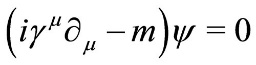 (iγ^μ ∂_μ − m)ψ = 0